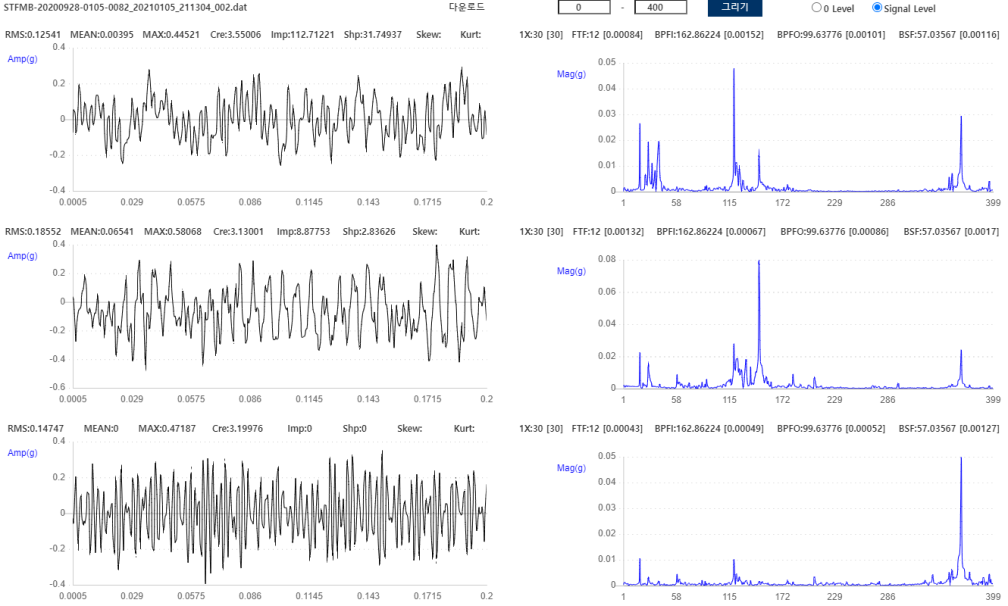 STFMB-20200928-0105-0082_20210105_211304_002.dat 다운로드 0 - 400 그리기 0 Level Signal Level
RMS:0.12541 MEAN:0.00395 MAX:0.44521 Cre:3.55006 Imp:112.71221 Shp:31.74937 Skew: Kurt:
Amp(g)
0.4
0.2
0
-0.2
-0.4
0.0005 0.029 0.0575 0.086 0.1145 0.143 0.1715 0.2
1X:30 [30] FTF:12 [0.00084] BPFI:162.86224 [0.00152] BPFO:99.63776 [0.00101] BSF:57.03567 [0.00116]
Mag(g)
0.05
0.04
0.03
0.02
0.01
0
1 58 115 172 229 286 399
RMS:0.18552 MEAN:0.06541 MAX:0.58068 Cre:3.13001 Imp:8.87753 Shp:2.83626 Skew: Kurt:
Amp(g)
0.4
0.2
0
-0.2
-0.4
-0.6
0.0005 0.029 0.0575 0.086 0.1145 0.143 0.1715 0.2
1X:30 [30] FTF:12 [0.00132] BPFI:162.86224 [0.00067] BPFO:99.63776 [0.00086] BSF:57.03567 [0.0017]
Mag(g)
0.08
0.06
0.04
0.02
0
1 58 115 172 229 286 399
RMS:0.14747 MEAN:0 MAX:0.47187 Cre:3.19976 Imp:0 Shp:0 Skew: Kurt:
Amp(g)
0.4
0.2
0
-0.2
-0.4
0.0005 0.029 0.0575 0.086 0.1145 0.143 0.1715 0.2
1X:30 [30] FTF:12 [0.00043] BPFI:162.86224 [0.00049] BPFO:99.63776 [0.00052] BSF:57.03567 [0.00127]
Mag(g)
0.05
0.04
0.03
0.02
0.01
0
1 58 115 172 229 286 399